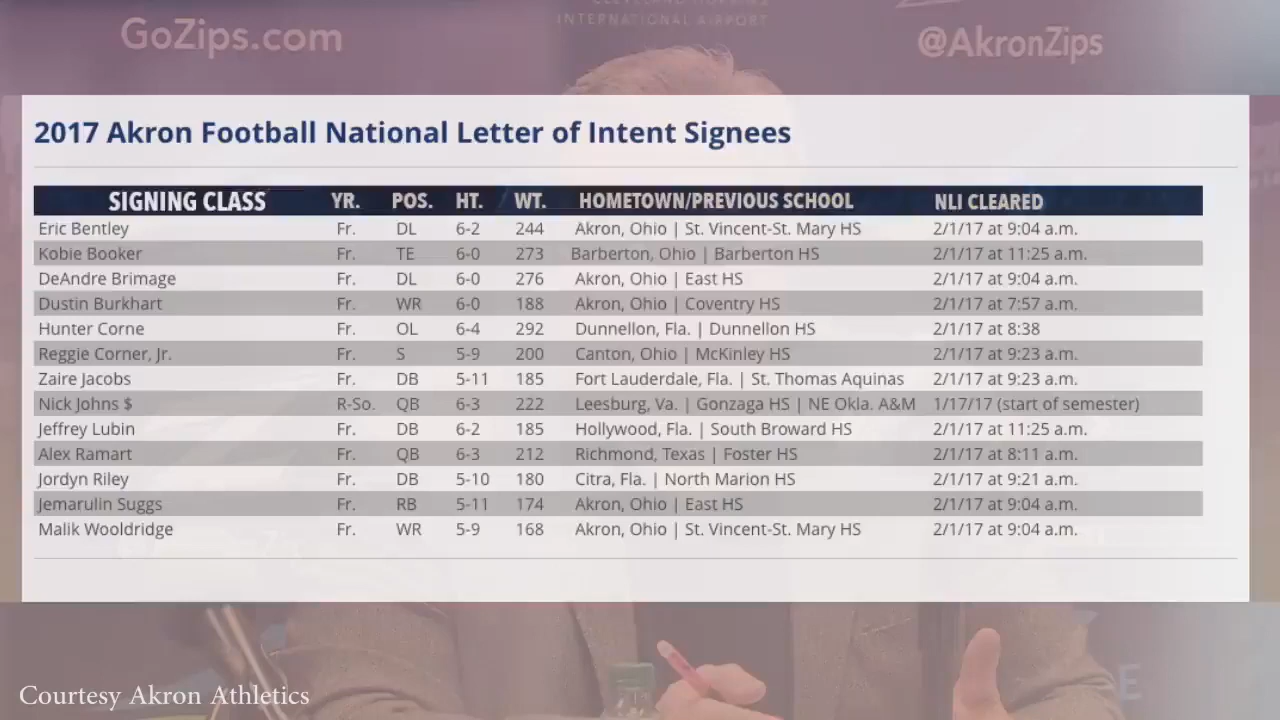 CLEVELAND HOPKINS
INTERNATIONAL AIRPORT
GoZips.com
@AkronZips
2017 Akron Football National Letter of Intent Signees
SIGNING CLASS YR. POS. HT. WT. HOMETOWN/PREVIOUS SCHOOL NLI CLEARED
Eric Bentley Fr. DL 6-2 244 Akron, Ohio | St. Vincent-St. Mary HS 2/1/17 at 9:04 a.m.
Kobie Booker Fr. TE 6-0 273 Barberton, Ohio | Barberton HS 2/1/17 at 11:25 a.m.
DeAndre Brimage Fr. DL 6-0 276 Akron, Ohio | East HS 2/1/17 at 9:04 a.m.
Dustin Burkhart Fr. WR 6-0 188 Akron, Ohio | Coventry HS 2/1/17 at 7:57 a.m.
Hunter Corne Fr. OL 6-4 292 Dunnellon, Fla. | Dunnellon HS 2/1/17 at 8:38
Reggie Corner, Jr. Fr. S 5-9 200 Canton, Ohio | McKinley HS 2/1/17 at 9:23 a.m.
Zaire Jacobs Fr. DB 5-11 185 Fort Lauderdale, Fla. | St. Thomas Aquinas 2/1/17 at 9:23 a.m.
Nick Johns $ R-So. QB 6-3 222 Leesburg, Va. | Gonzaga HS | NE Okla. A&M 1/17/17 (start of semester)
Jeffrey Lubin Fr. DB 6-2 185 Hollywood, Fla. | South Broward HS 2/1/17 at 11:25 a.m.
Alex Ramart Fr. QB 6-3 212 Richmond, Texas | Foster HS 2/1/17 at 8:11 a.m.
Jordyn Riley Fr. DB 5-10 180 Citra, Fla. | North Marion HS 2/1/17 at 9:21 a.m.
Jemarulin Suggs Fr. RB 5-11 174 Akron, Ohio | East HS 2/1/17 at 9:04 a.m.
Malik Wooldridge Fr. WR 5-9 168 Akron, Ohio | St. Vincent-St. Mary HS 2/1/17 at 9:04 a.m.
Courtesy Akron Athletics